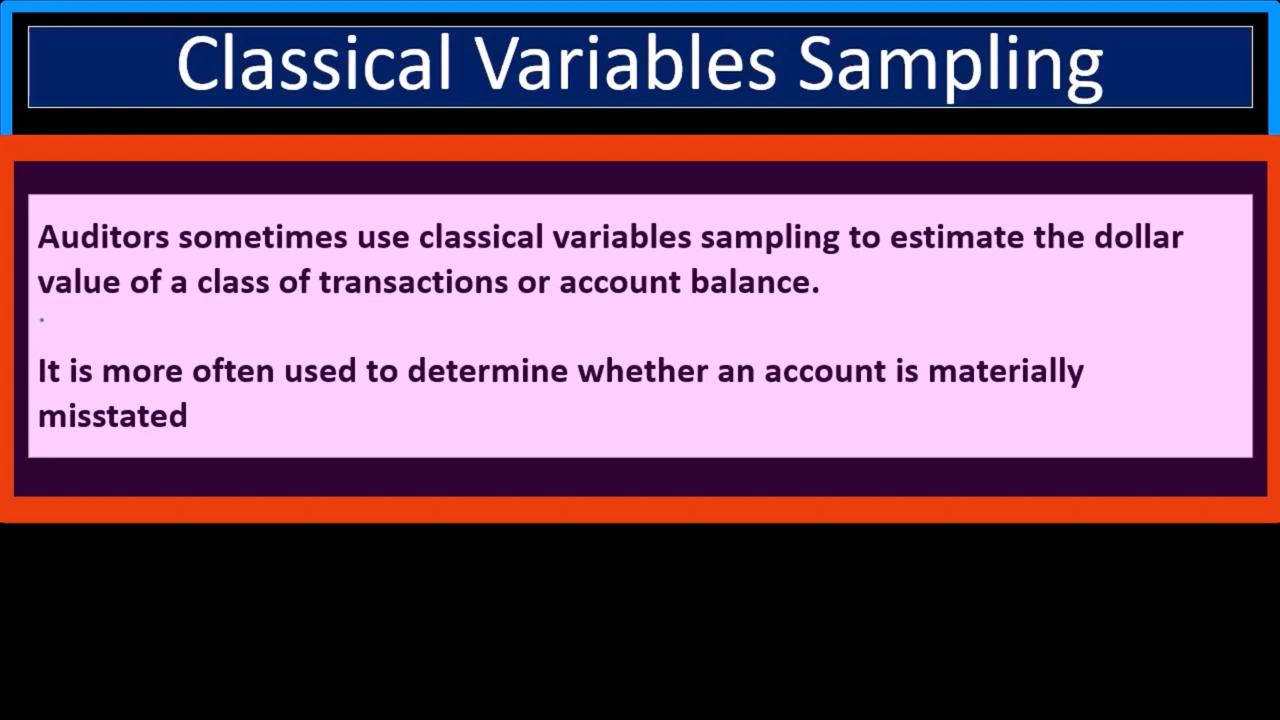 Classical Variables Sampling
Auditors sometimes use classical variables sampling to estimate the dollar
value of a class of transactions or account balance.
It is more often used to determine whether an account is materially
misstated